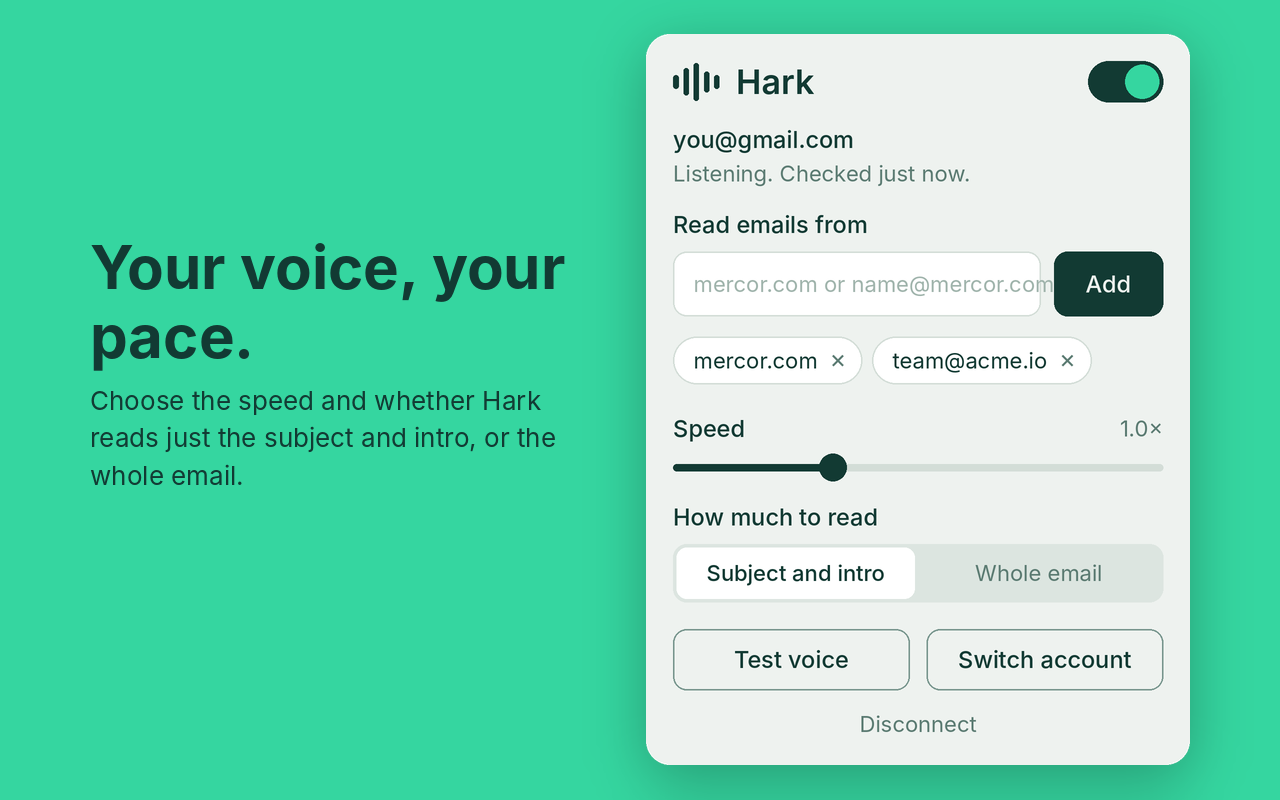 Your voice, your
pace.
Choose the speed and whether Hark
reads just the subject and intro, or the
whole email.
Hark
you@gmail.com
Listening. Checked just now.
Read emails from
mercor.com or name@mercor.com
Add
mercor.com ✕
team@acme.io ✕
Speed
1.0×
How much to read
Subject and intro
Whole email
Test voice
Switch account
Disconnect